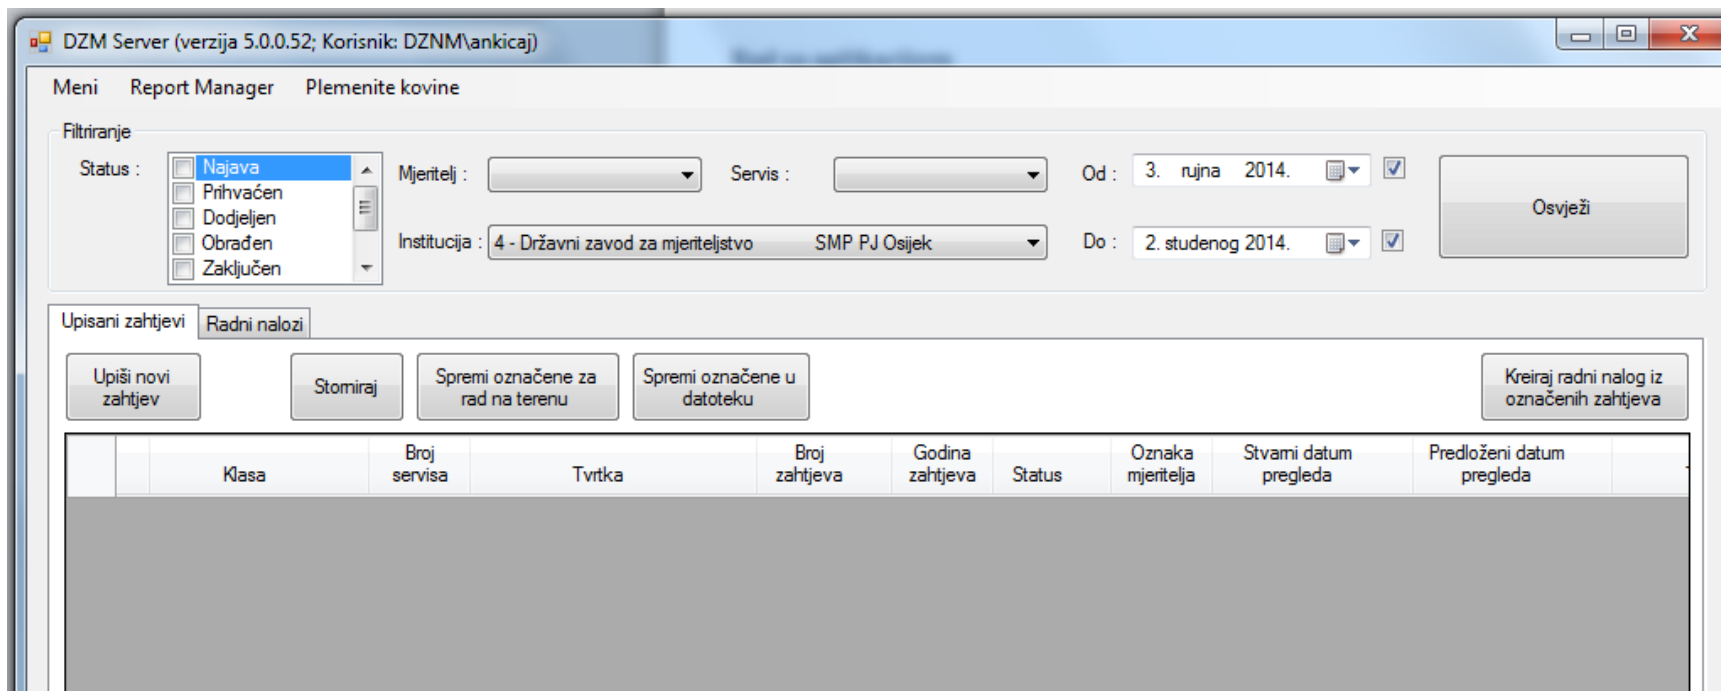 DZM Server (verzija 5.0.0.52; Korisnik: DZNM\ankicaj)
Meni Report Manager Plemenite kovine
Filtriranje
Status : Najava Mjeritelj : Servis : Od : 3. rujna 2014.
Prihvaćen
Dodjeljen
Obrađen
Zaključen
Institucija : 4 - Državni zavod za mjeriteljstvo SMP PJ Osijek Do : 2. studenog 2014.
Osvježi
Upisani zahtjevi Radni nalozi
Upiši novi
zahtjev
Storniraj
Spremi označene za
rad na terenu
Spremi označene u
datoteku
Kreiraj radni nalog iz
označenih zahtjeva
Klasa
Broj
servisa
Tvrtka
Broj
zahtjeva
Godina
zahtjeva
Status
Oznaka
mjeritelja
Stvarni datum
pregleda
Predloženi datum
pregleda